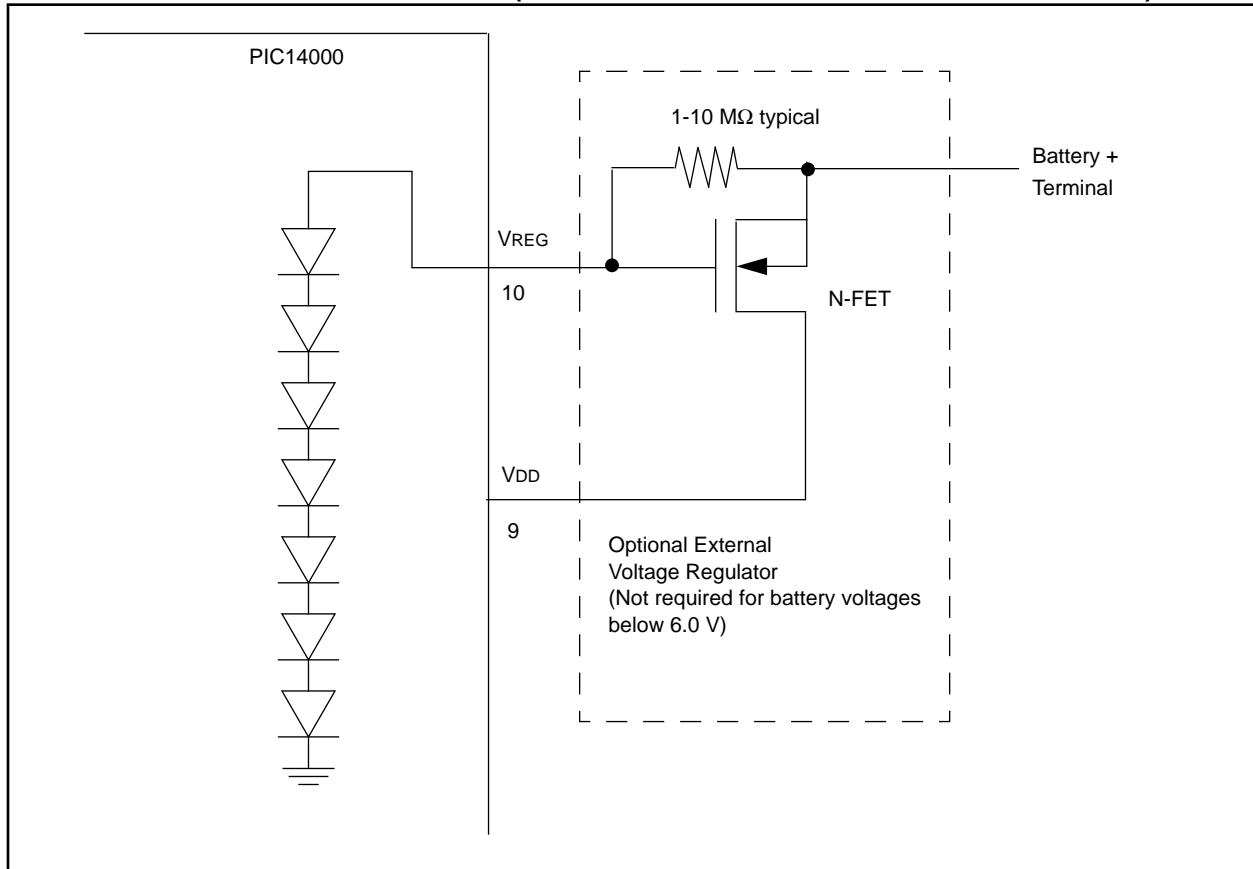 PIC14000
1-10 MΩ typical
Battery +
Terminal
VREG
10
N-FET
VDD
9
Optional External
Voltage Regulator
(Not required for battery voltages
below 6.0 V)